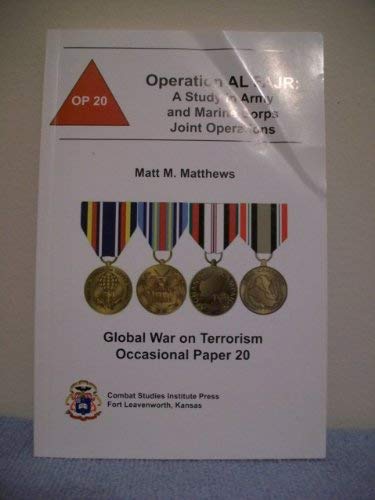 OP 20
Operation AL FAJR:
A Study in Army
and Marine Corps
Joint Operations
Matt M. Matthews
Global War on Terrorism
Occasional Paper 20
Combat Studies Institute Press
Fort Leavenworth, Kansas